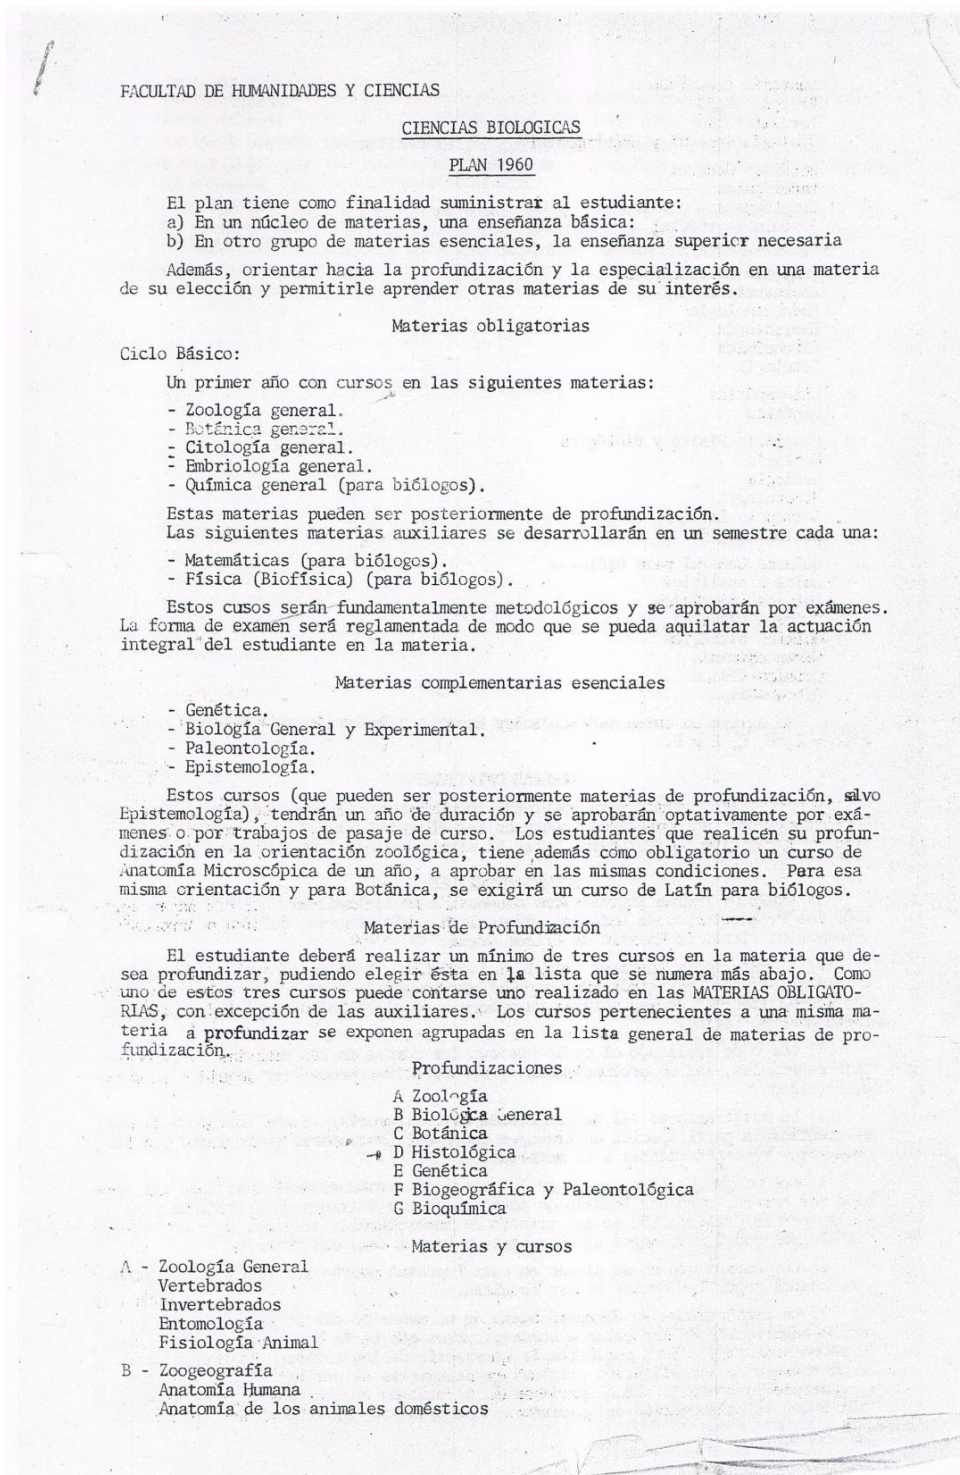 FACULTAD DE HUMANIDADES Y CIENCIAS
CIENCIAS BIOLOGICAS
PLAN 1960
El plan tiene como finalidad suministrar al estudiante:
a) En un núcleo de materias, una enseñanza básica:
b) En otro grupo de materias esenciales, la enseñanza superior necesaria
Además, orientar hacia la profundización y la especialización en una materia
de su elección y permitirle aprender otras materias de su interés.
Materias obligatorias
Ciclo Básico:
Un primer año con cursos en las siguientes materias:
- Zoología general.
- Botánica general.
- Citología general.
- Embriología general.
- Química general (para biólogos).
Estas materias pueden ser posteriormente de profundización.
Las siguientes materias auxiliares se desarrollarán en un semestre cada una:
- Matemáticas (para biólogos).
- Física (Biofísica) (para biólogos).
Estos cusos serán fundamentalmente metodológicos y se aprobarán por exámenes.
La forma de examen será reglamentada de modo que se pueda aquilatar la actuación
integral del estudiante en la materia.
Materias complementarias esenciales
- Genética.
- Biología General y Experimental.
- Paleontología.
- Epistemología.
Estos cursos (que pueden ser posteriormente materias de profundización, salvo
Epistemología), tendrán un año de duración y se aprobarán optativamente por exá-
menes o por trabajos de pasaje de curso. Los estudiantes que realicen su profun-
dización en la orientación zoológica, tiene además como obligatorio un curso de
Anatomía Microscópica de un año, a aprobar en las mismas condiciones. Para esa
misma orientación y para Botánica, se exigirá un curso de Latín para biólogos.
Materias de Profundización
El estudiante deberá realizar un mínimo de tres cursos en la materia que de-
sea profundizar, pudiendo elegir ésta en la lista que se numera más abajo. Como
uno de estos tres cursos puede contarse uno realizado en las MATERIAS OBLIGATO-
RIAS, con excepción de las auxiliares. Los cursos pertenecientes a una misma ma-
teria a profundizar se exponen agrupadas en la lista general de materias de pro-
fundización.
Profundizaciones
A Zoología
B Biológica General
C Botánica
D Histológica
E Genética
F Biogeográfica y Paleontológica
G Bioquímica
Materias y cursos
A - Zoología General
Vertebrados
Invertebrados
Entomología
Fisiología Animal
B - Zoogeografía
Anatomía Humana
Anatomía de los animales domésticos